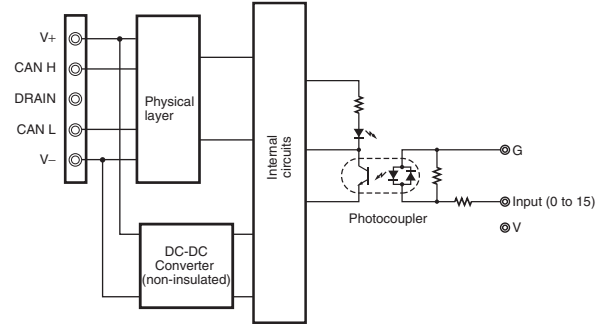 V+
CAN H
DRAIN
CAN L
V–
Physical
layer
DC-DC
Converter
(non-insulated)
Internal
circuits
Photocoupler
G
Input (0 to 15)
V